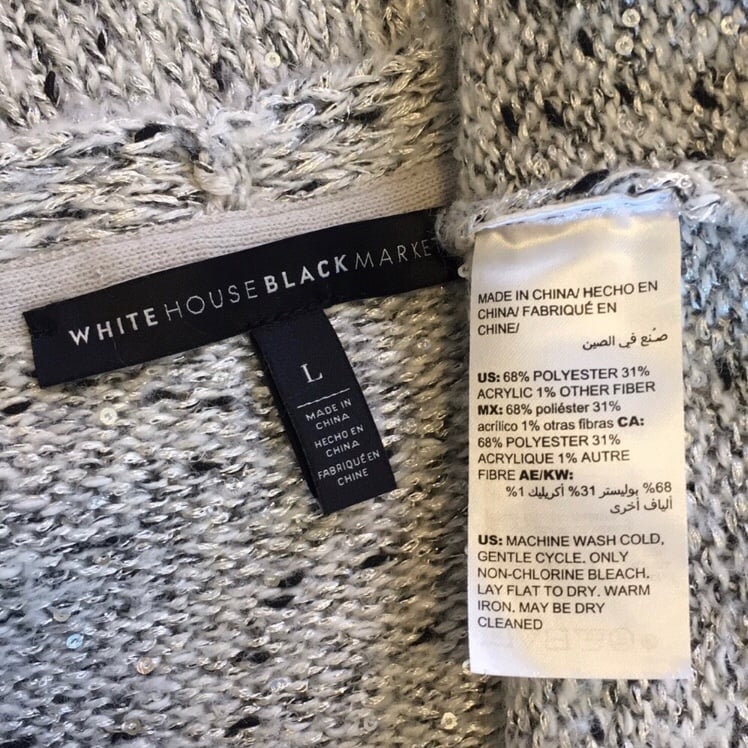 WHITE HOUSE BLACK MARKET
L
MADE IN
CHINA
HECHO EN
CHINA
FABRIQUÉ EN
CHINE
MADE IN CHINA/ HECHO EN
CHINA/ FABRIQUÉ EN
CHINE/
صنع في الصين
US: 68% POLYESTER 31%
ACRYLIC 1% OTHER FIBER
MX: 68% poliéster 31%
acrílico 1% otras fibras CA:
68% POLYESTER 31%
ACRYLIQUE 1% AUTRE
FIBRE AE/KW:
68% بوليستر 31% أكريليك 1%
ألياف أخرى
US: MACHINE WASH COLD,
GENTLE CYCLE. ONLY
NON-CHLORINE BLEACH.
LAY FLAT TO DRY. WARM
IRON. MAY BE DRY
CLEANED